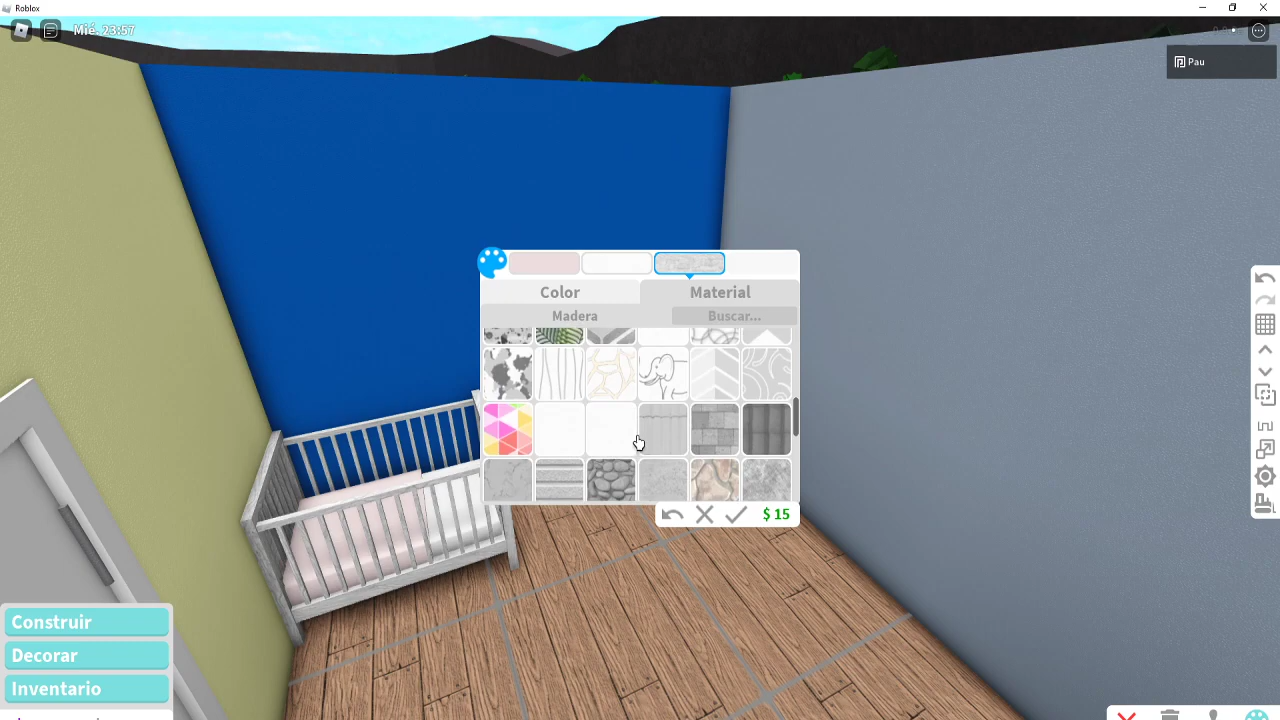 Roblox
Mié. 23:57
Pau
Color
Material
Madera
Buscar...
$ 15
Construir
Decorar
Inventario